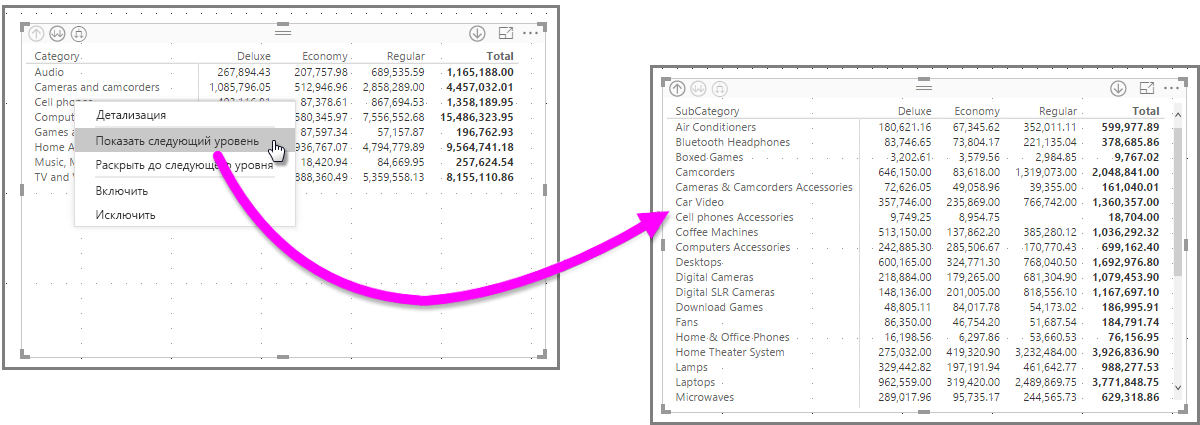 Category Deluxe Economy Regular Total
Audio 267,894.43 207,757.98 689,535.59 1,165,188.00
Cameras and camcorders 1,085,796.05 512,946.96 2,858,289.00 4,457,032.01
Cell phones 87,378.61 867,694.53 1,358,189.95
Comput 580,345.97 7,556,552.68 15,486,323.95
Games a 87,597.34 57,157.87 196,762.93
Home A 936,767.07 4,794,779.89 9,564,741.18
Music, M 18,420.94 84,669.95 257,624.54
TV and V 388,360.49 5,359,558.13 8,155,110.86
Детализация
Показать следующий уровень
Раскрыть до следующего уровня
Включить
Исключить
SubCategory Deluxe Economy Regular Total
Air Conditioners 180,621.16 67,345.62 352,011.11 599,977.89
Bluetooth Headphones 83,746.65 73,804.17 221,135.04 378,685.86
Boxed Games 3,202.61 3,579.56 2,984.85 9,767.02
Camcorders 646,150.00 83,618.00 1,319,073.00 2,048,841.00
Cameras & Camcorders Accessories 72,626.05 49,058.96 39,355.00 161,040.01
Car Video 357,746.00 235,869.00 766,742.00 1,360,357.00
Cell phones Accessories 9,749.25 8,954.75 18,704.00
Coffee Machines 513,150.00 137,862.20 385,280.12 1,036,292.32
Computers Accessories 242,885.30 285,506.67 170,770.43 699,162.40
Desktops 600,165.00 324,771.30 768,040.50 1,692,976.80
Digital Cameras 218,884.00 179,265.00 681,304.90 1,079,453.90
Digital SLR Cameras 148,136.00 201,005.00 818,556.10 1,167,697.10
Download Games 48,805.11 84,017.78 54,173.02 186,995.91
Fans 86,350.00 46,754.20 51,687.54 184,791.74
Home & Office Phones 16,198.56 6,297.86 53,660.53 76,156.95
Home Theater System 275,032.00 419,320.90 3,232,484.00 3,926,836.90
Lamps 329,442.82 197,191.94 461,642.77 988,277.53
Laptops 962,559.00 319,420.00 2,489,869.75 3,771,848.75
Microwaves 289,017.96 95,735.17 244,565.73 629,318.86